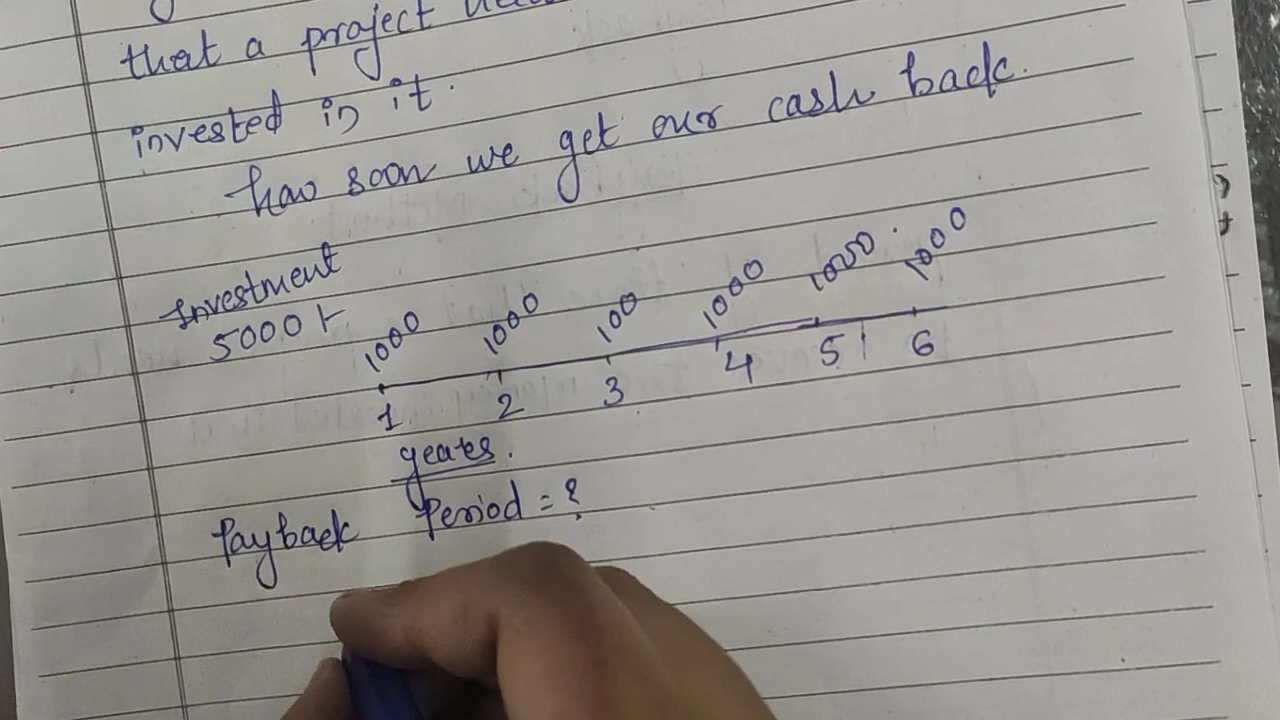 that a project
invested in it.
how soon we get our cash back.
Investment
5000
1000 1000 100 1000 1000. 1000
1 2 3 4 5 6
years.
Payback Period = ?